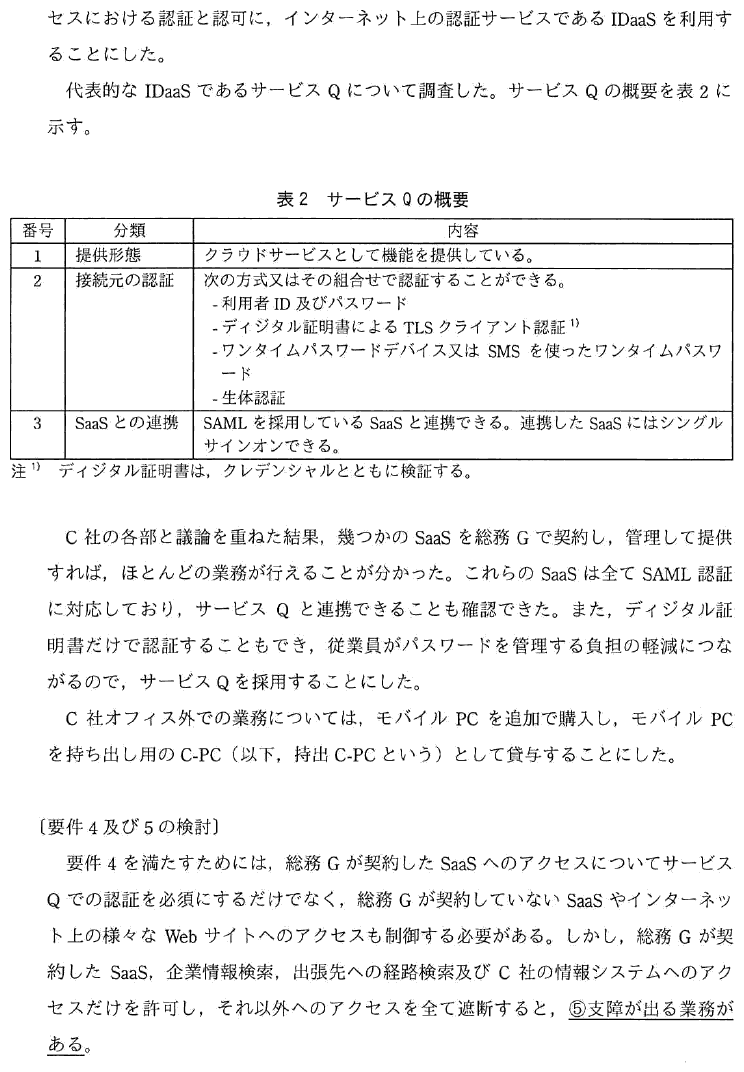 セスにおける認証と認可に，インターネット上の認証サービスである IDaaS を利用す
ることにした。
代表的な IDaaS であるサービス Q について調査した。サービス Q の概要を表 2 に
示す。
表 2　サービス Q の概要
番号　分類　内容
1　提供形態　クラウドサービスとして機能を提供している。
2　接続元の認証　次の方式又はその組合せで認証することができる。
- 利用者 ID 及びパスワード
- ディジタル証明書による TLS クライアント認証 1)
- ワンタイムパスワードデバイス又は SMS を使ったワンタイムパスワ
ード
- 生体認証
3　SaaS との連携　SAML を採用している SaaS と連携できる。連携した SaaS にはシングル
サインオンできる。
注 1)　ディジタル証明書は，クレデンシャルとともに検証する。
C 社の各部と議論を重ねた結果，幾つかの SaaS を総務 G で契約し，管理して提供
すれば，ほとんどの業務が行えることが分かった。これらの SaaS は全て SAML 認証
に対応しており，サービス Q と連携できることも確認できた。また，ディジタル証
明書だけで認証することもでき，従業員がパスワードを管理する負担の軽減につな
がるので，サービス Q を採用することにした。
C 社オフィス外での業務については，モバイル PC を追加で購入し，モバイル PC
を持ち出し用の C-PC（以下，持出 C-PC という）として貸与することにした。
〔要件 4 及び 5 の検討〕
要件 4 を満たすためには，総務 G が契約した SaaS へのアクセスについてサービス
Q での認証を必須にするだけでなく，総務 G が契約していない SaaS やインターネッ
ト上の様々な Web サイトへのアクセスも制御する必要がある。しかし，総務 G が契
約した SaaS，企業情報検索，出張先への経路検索及び C 社の情報システムへのアク
セスだけを許可し，それ以外へのアクセスを全て遮断すると，⑤支障が出る業務が
ある。